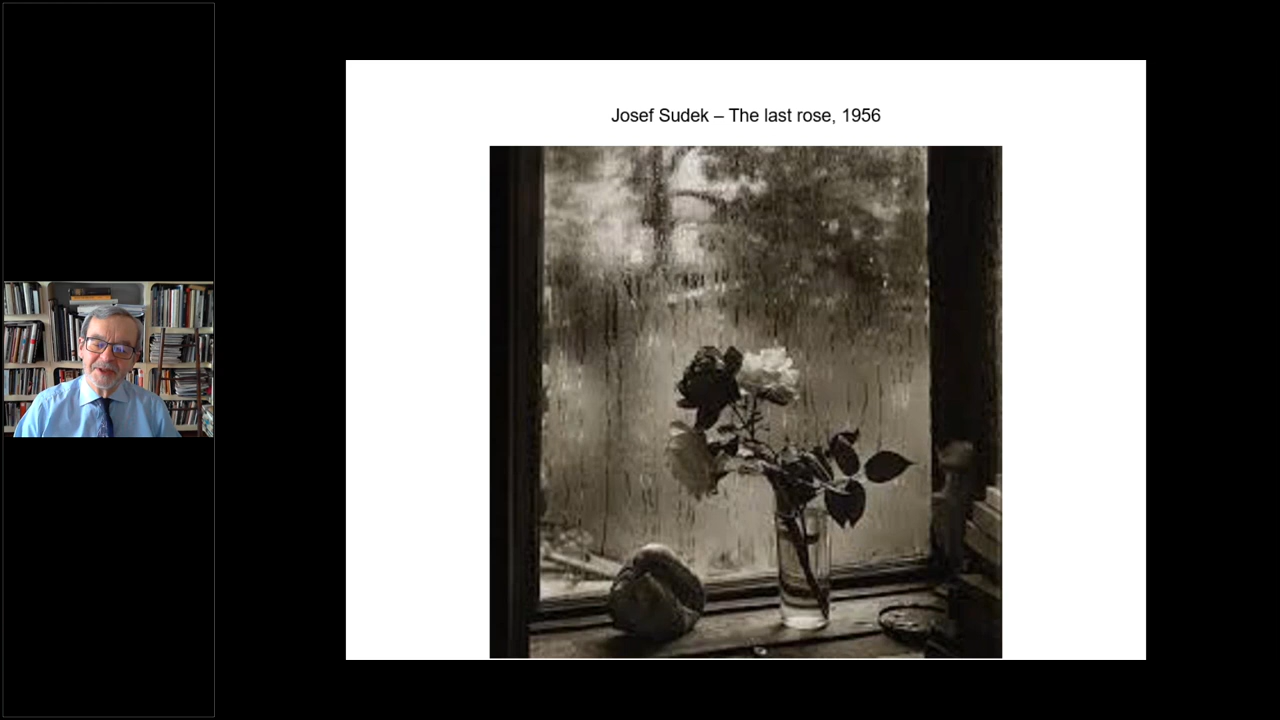 Josef Sudek – The last rose, 1956